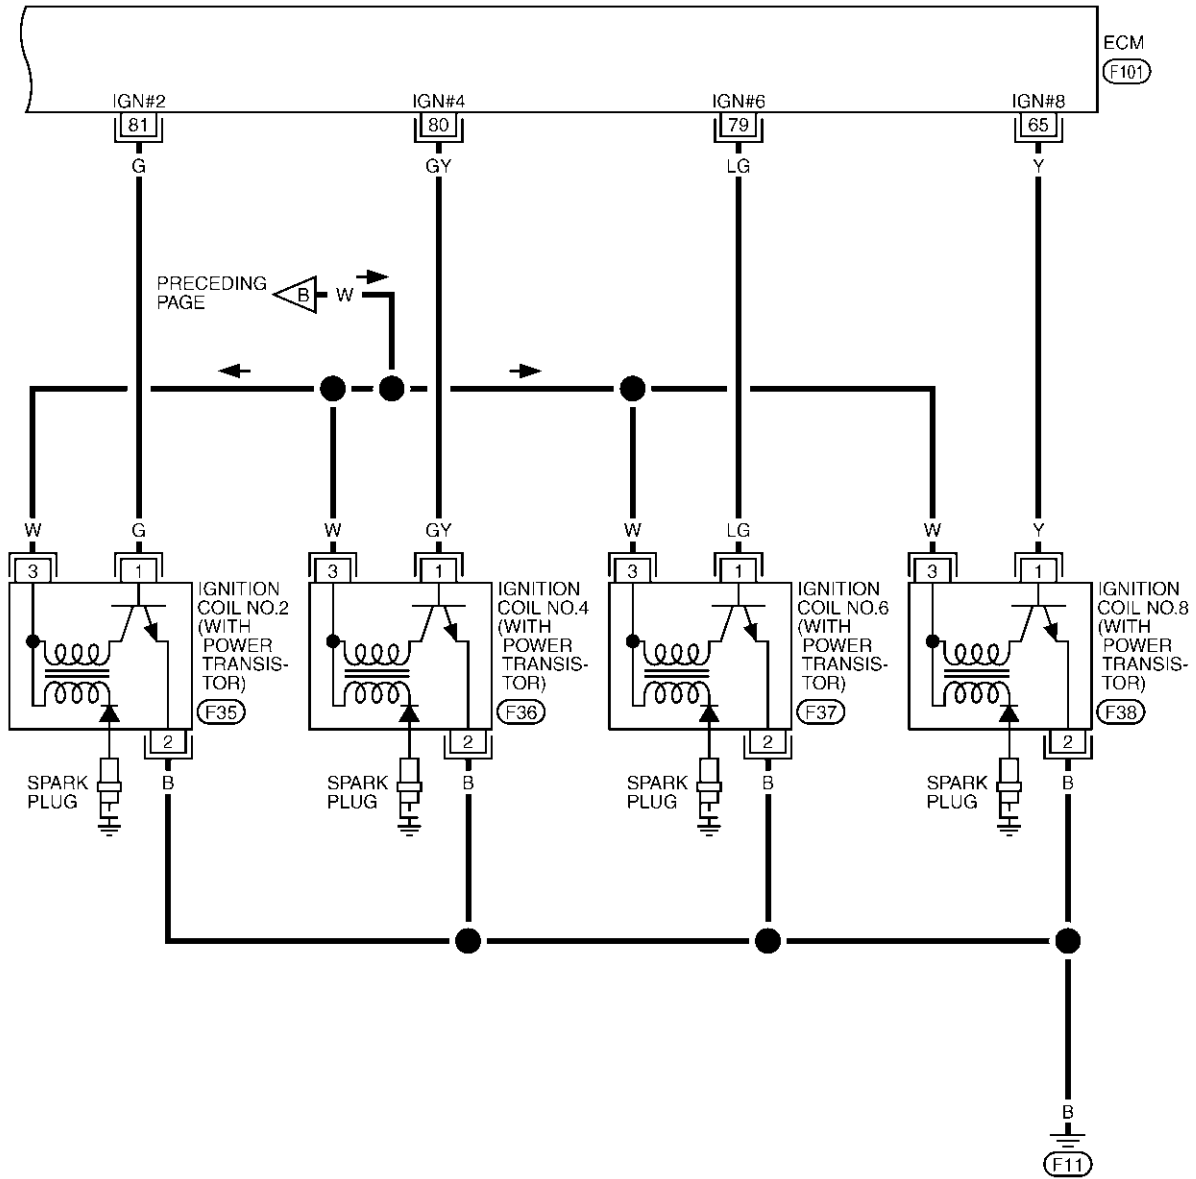 ECM
F101
IGN#2 IGN#4 IGN#6 IGN#8
81 80 79 65
G GY LG Y
PRECEDING
PAGE
B W
W G W GY W LG W Y
3 1 3 1 3 1 3 1
IGNITION
COIL NO.2
(WITH
POWER
TRANSIS-
TOR)
F35
IGNITION
COIL NO.4
(WITH
POWER
TRANSIS-
TOR)
F36
IGNITION
COIL NO.6
(WITH
POWER
TRANSIS-
TOR)
F37
IGNITION
COIL NO.8
(WITH
POWER
TRANSIS-
TOR)
F38
2 2 2 2
SPARK
PLUG
B
SPARK
PLUG
B
SPARK
PLUG
B
SPARK
PLUG
B
B
F11